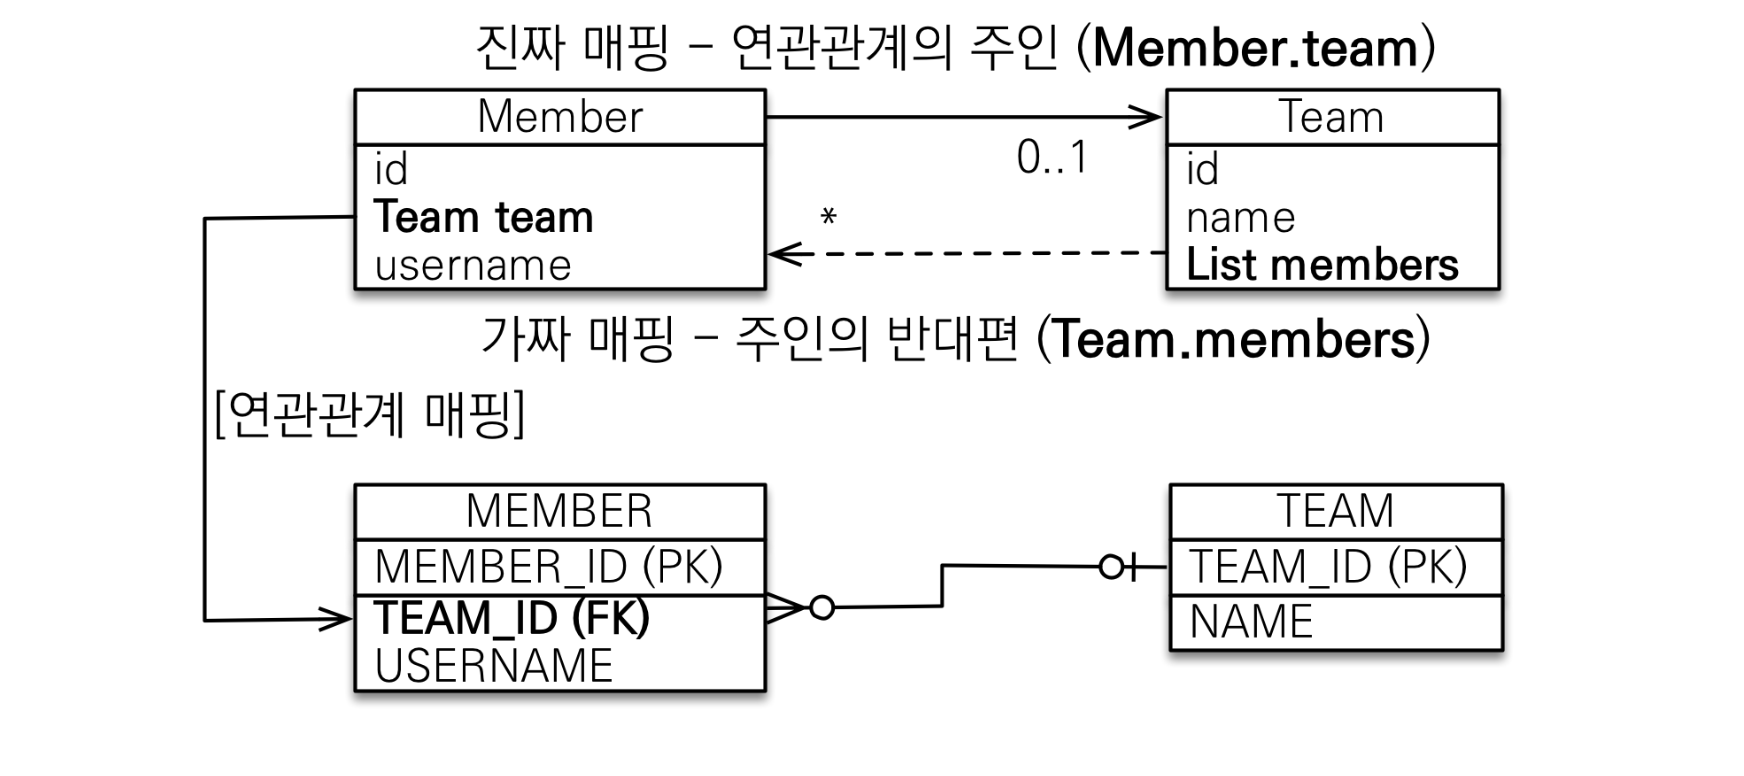 진짜 매핑 - 연관관계의 주인 (Member.team)
Member
id
Team team
username
0..1
*
Team
id
name
List members
가짜 매핑 - 주인의 반대편 (Team.members)
[연관관계 매핑]
MEMBER
MEMBER_ID (PK)
TEAM_ID (FK)
USERNAME
TEAM
TEAM_ID (PK)
NAME